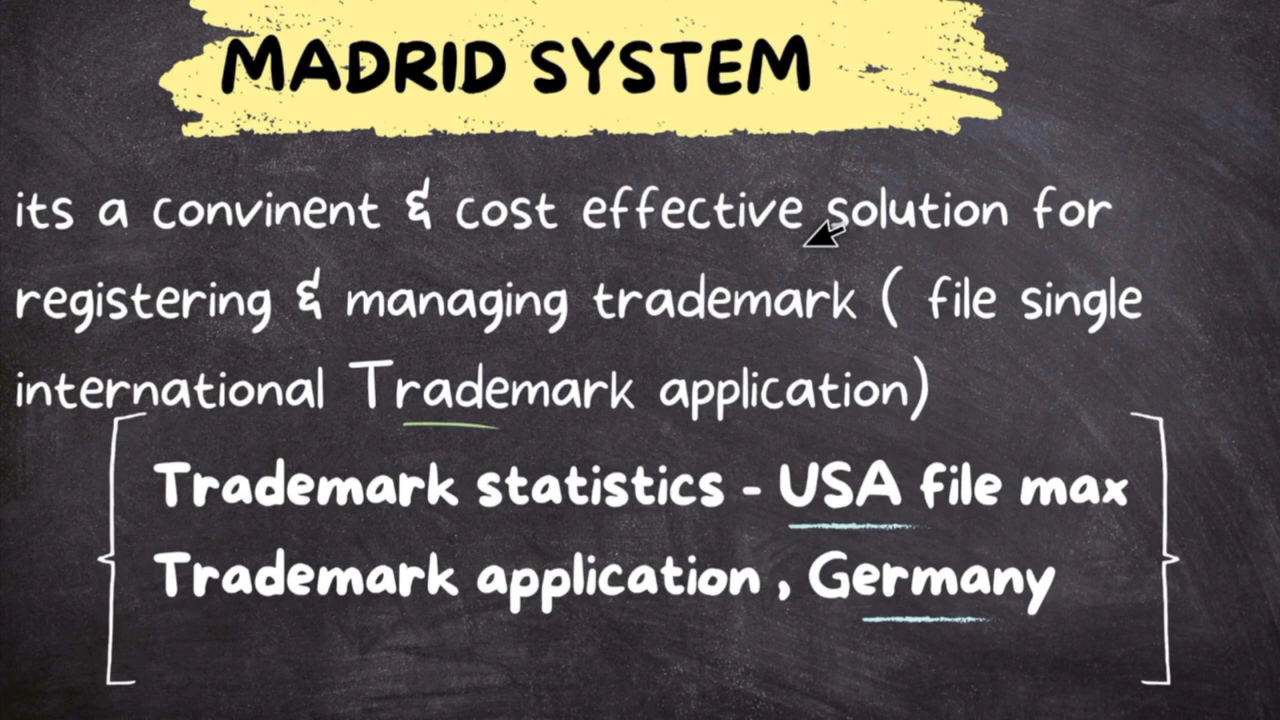 MADRID SYSTEM
its a convinent & cost effective solution for
registering & managing trademark ( file single
international Trademark application)
Trademark statistics - USA file max
Trademark application , Germany